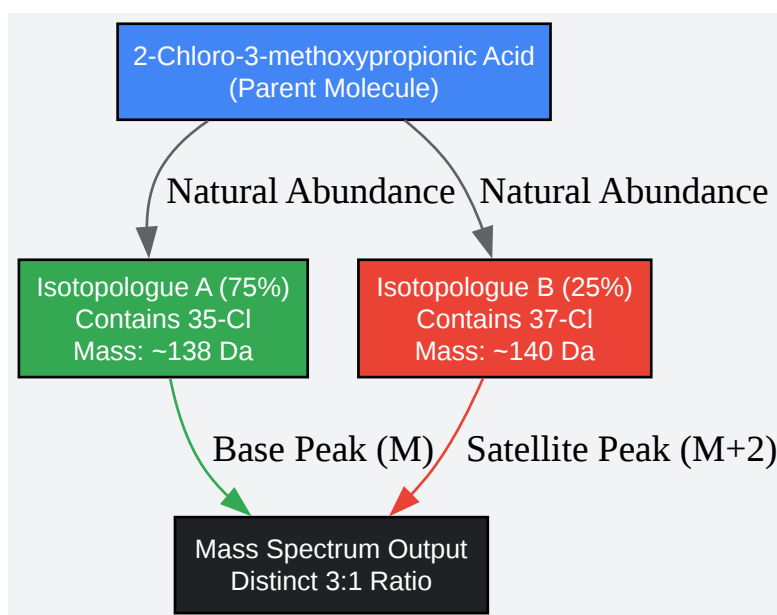 2-Chloro-3-methoxypropionic Acid
(Parent Molecule)
Natural Abundance
Natural Abundance
Isotopologue A (75%)
Contains 35-Cl
Mass: ~138 Da
Isotopologue B (25%)
Contains 37-Cl
Mass: ~140 Da
Base Peak (M)
Satellite Peak (M+2)
Mass Spectrum Output
Distinct 3:1 Ratio